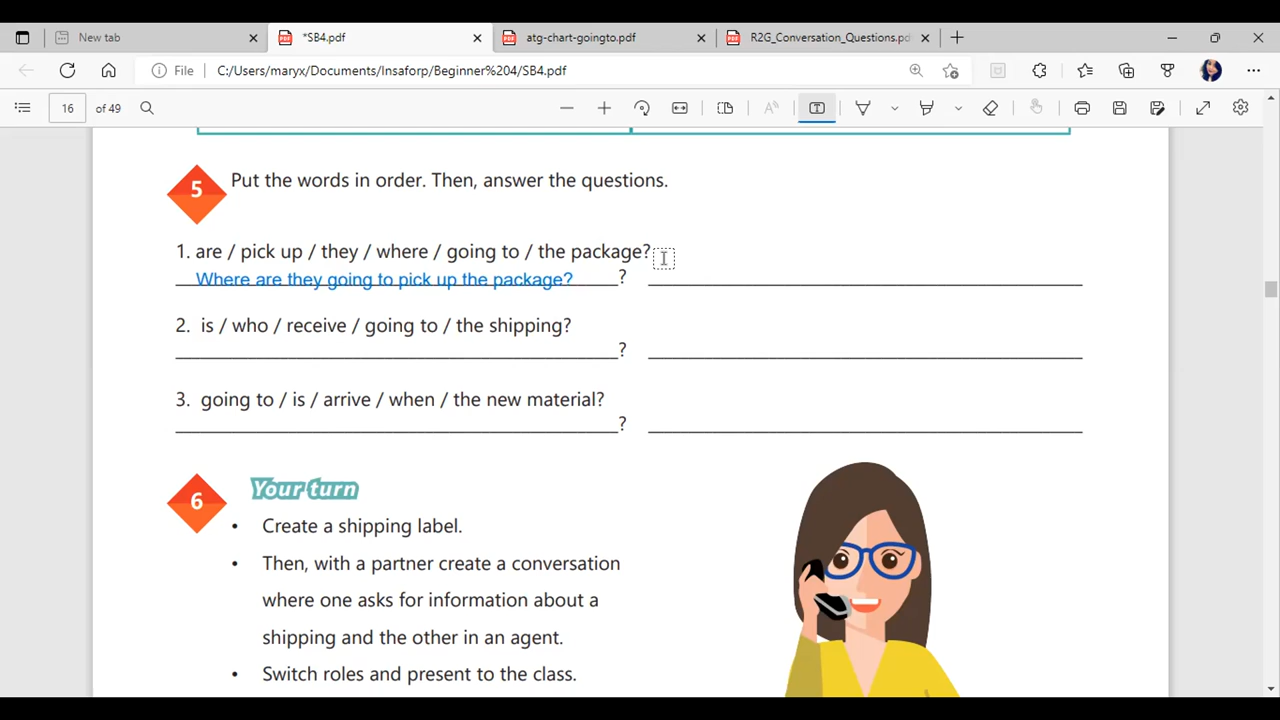 New tab
*SB4.pdf
atg-chart-goingto.pdf
R2G_Conversation_Questions.pdf
File
C:/Users/maryx/Documents/Insaforp/Beginner%204/SB4.pdf
16 of 49
5 Put the words in order. Then, answer the questions.
1. are / pick up / they / where / going to / the package?
Where are they going to pick up the package? ?
2. is / who / receive / going to / the shipping?
?
3. going to / is / arrive / when / the new material?
?
6 Your turn
• Create a shipping label.
• Then, with a partner create a conversation
where one asks for information about a
shipping and the other in an agent.
• Switch roles and present to the class.